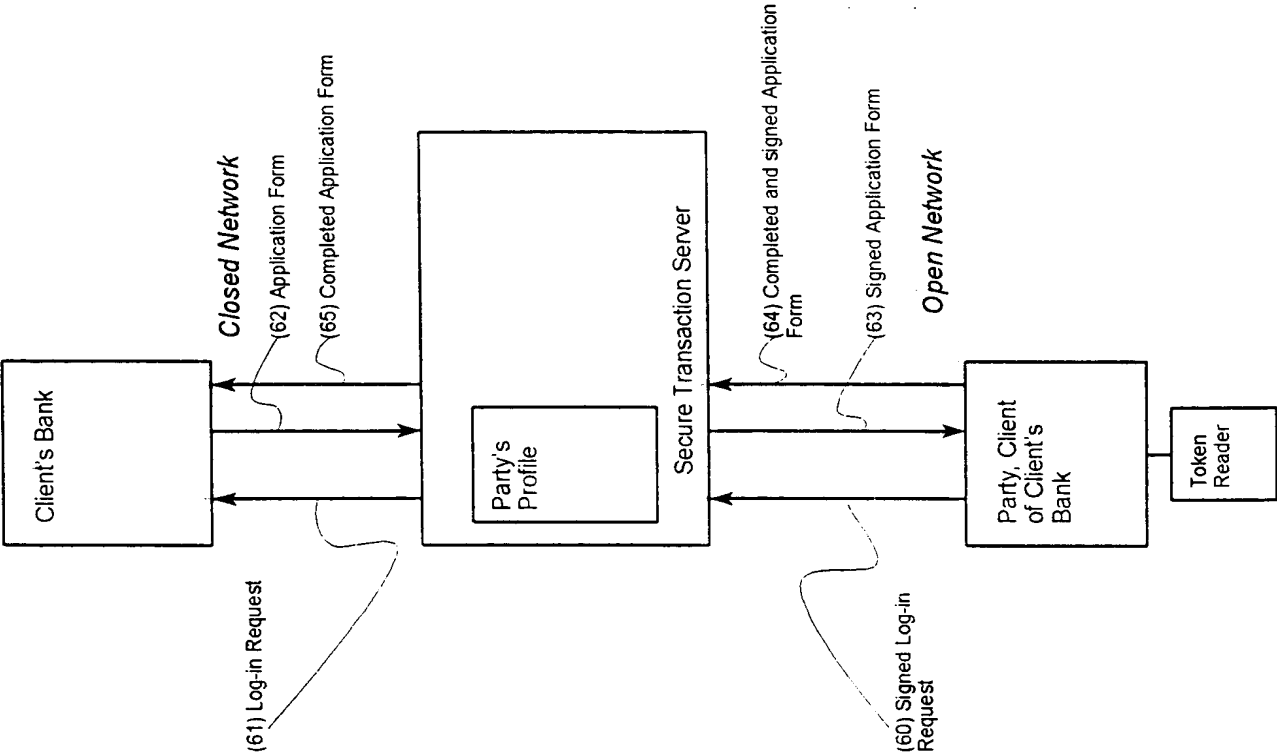 Client's Bank
Closed Network
(62) Application Form
(65) Completed Application Form
(61) Log-in Request
Party's
Profile
Secure Transaction Server
(64) Completed and signed Application
Form
(63) Signed Application Form
Open Network
(60) Signed Log-in
Request
Party, Client
of Client's
Bank
Token
Reader